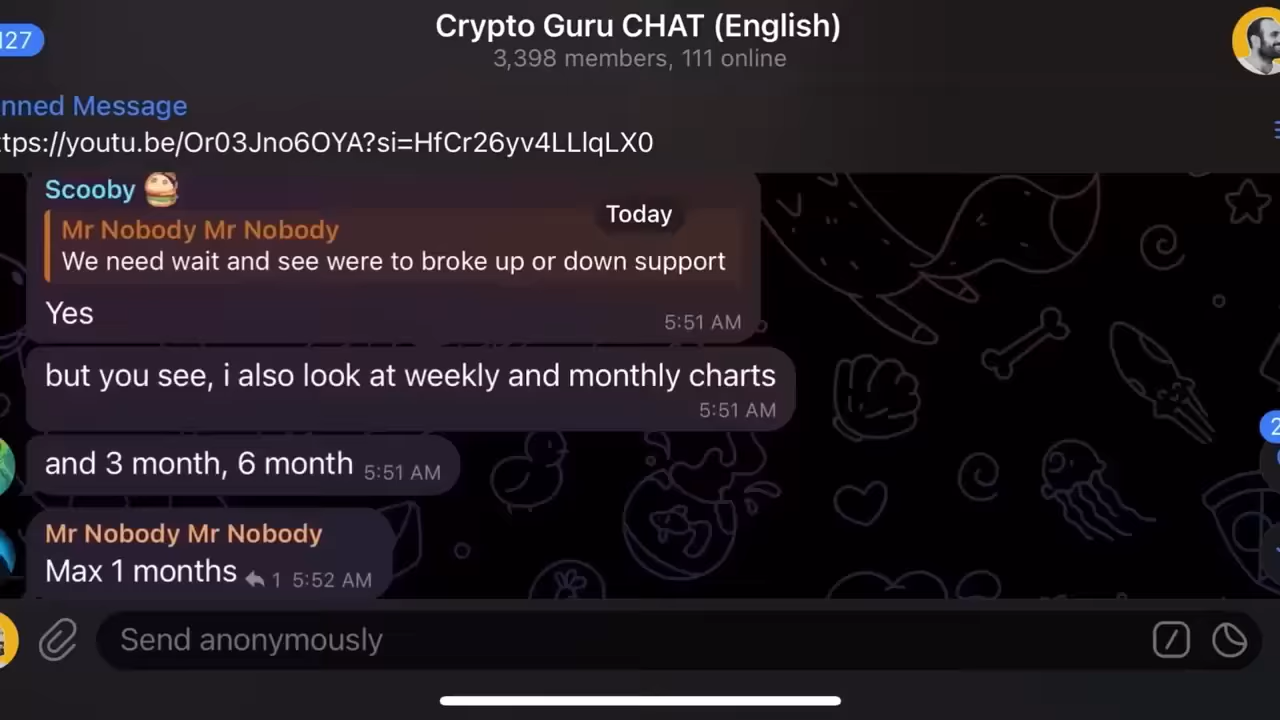 127
Crypto Guru CHAT (English)
3,398 members, 111 online
nned Message
ttps://youtu.be/Or03Jno6OYA?si=HfCr26yv4LLlqLX0
Scooby 🍔
Today
Mr Nobody Mr Nobody
We need wait and see were to broke up or down support
Yes
5:51 AM
but you see, i also look at weekly and monthly charts
5:51 AM
and 3 month, 6 month 5:51 AM
Mr Nobody Mr Nobody
Max 1 months 1 5:52 AM
2
Send anonymously